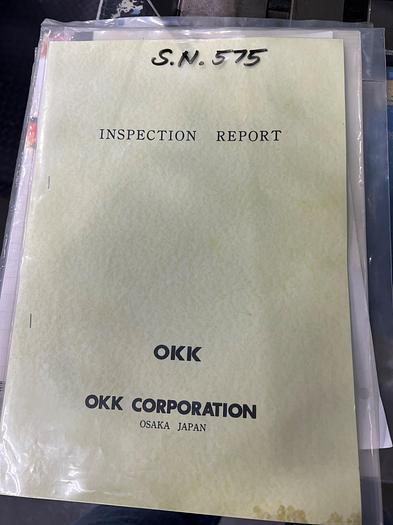 S.N. 575
INSPECTION REPORT
OKK
OKK CORPORATION
OSAKA JAPAN